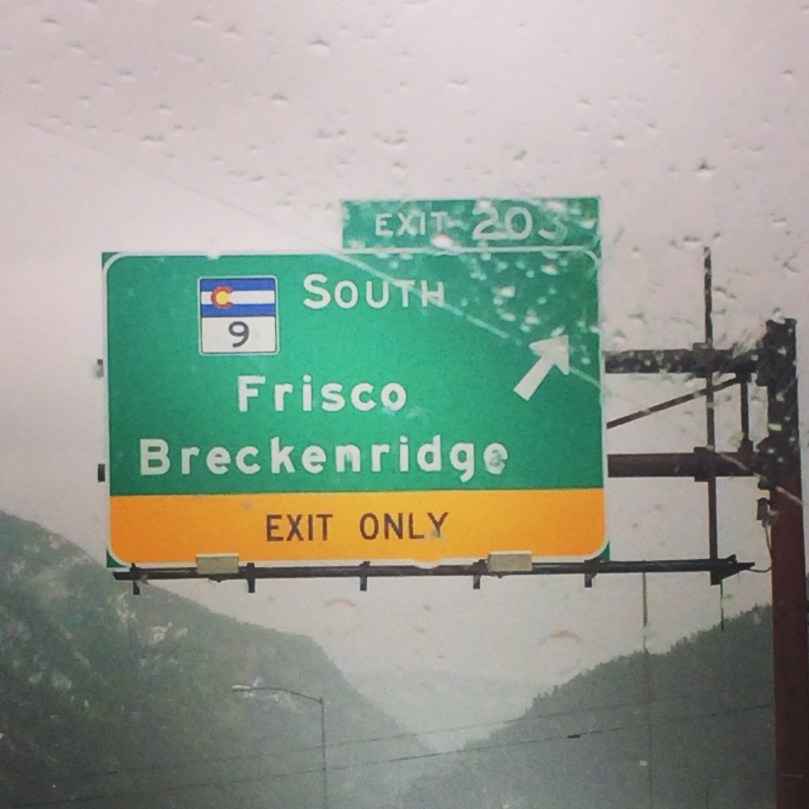 EXIT 203
SOUTH
9
Frisco
Breckenridge
EXIT ONLY